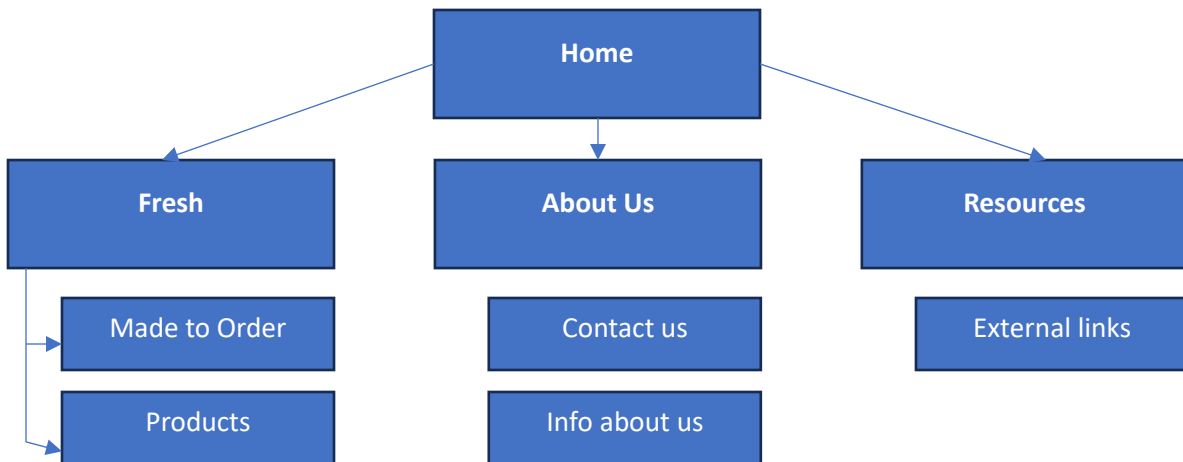 Home
Fresh
About Us
Resources
Made to Order
Contact us
External links
Products
Info about us